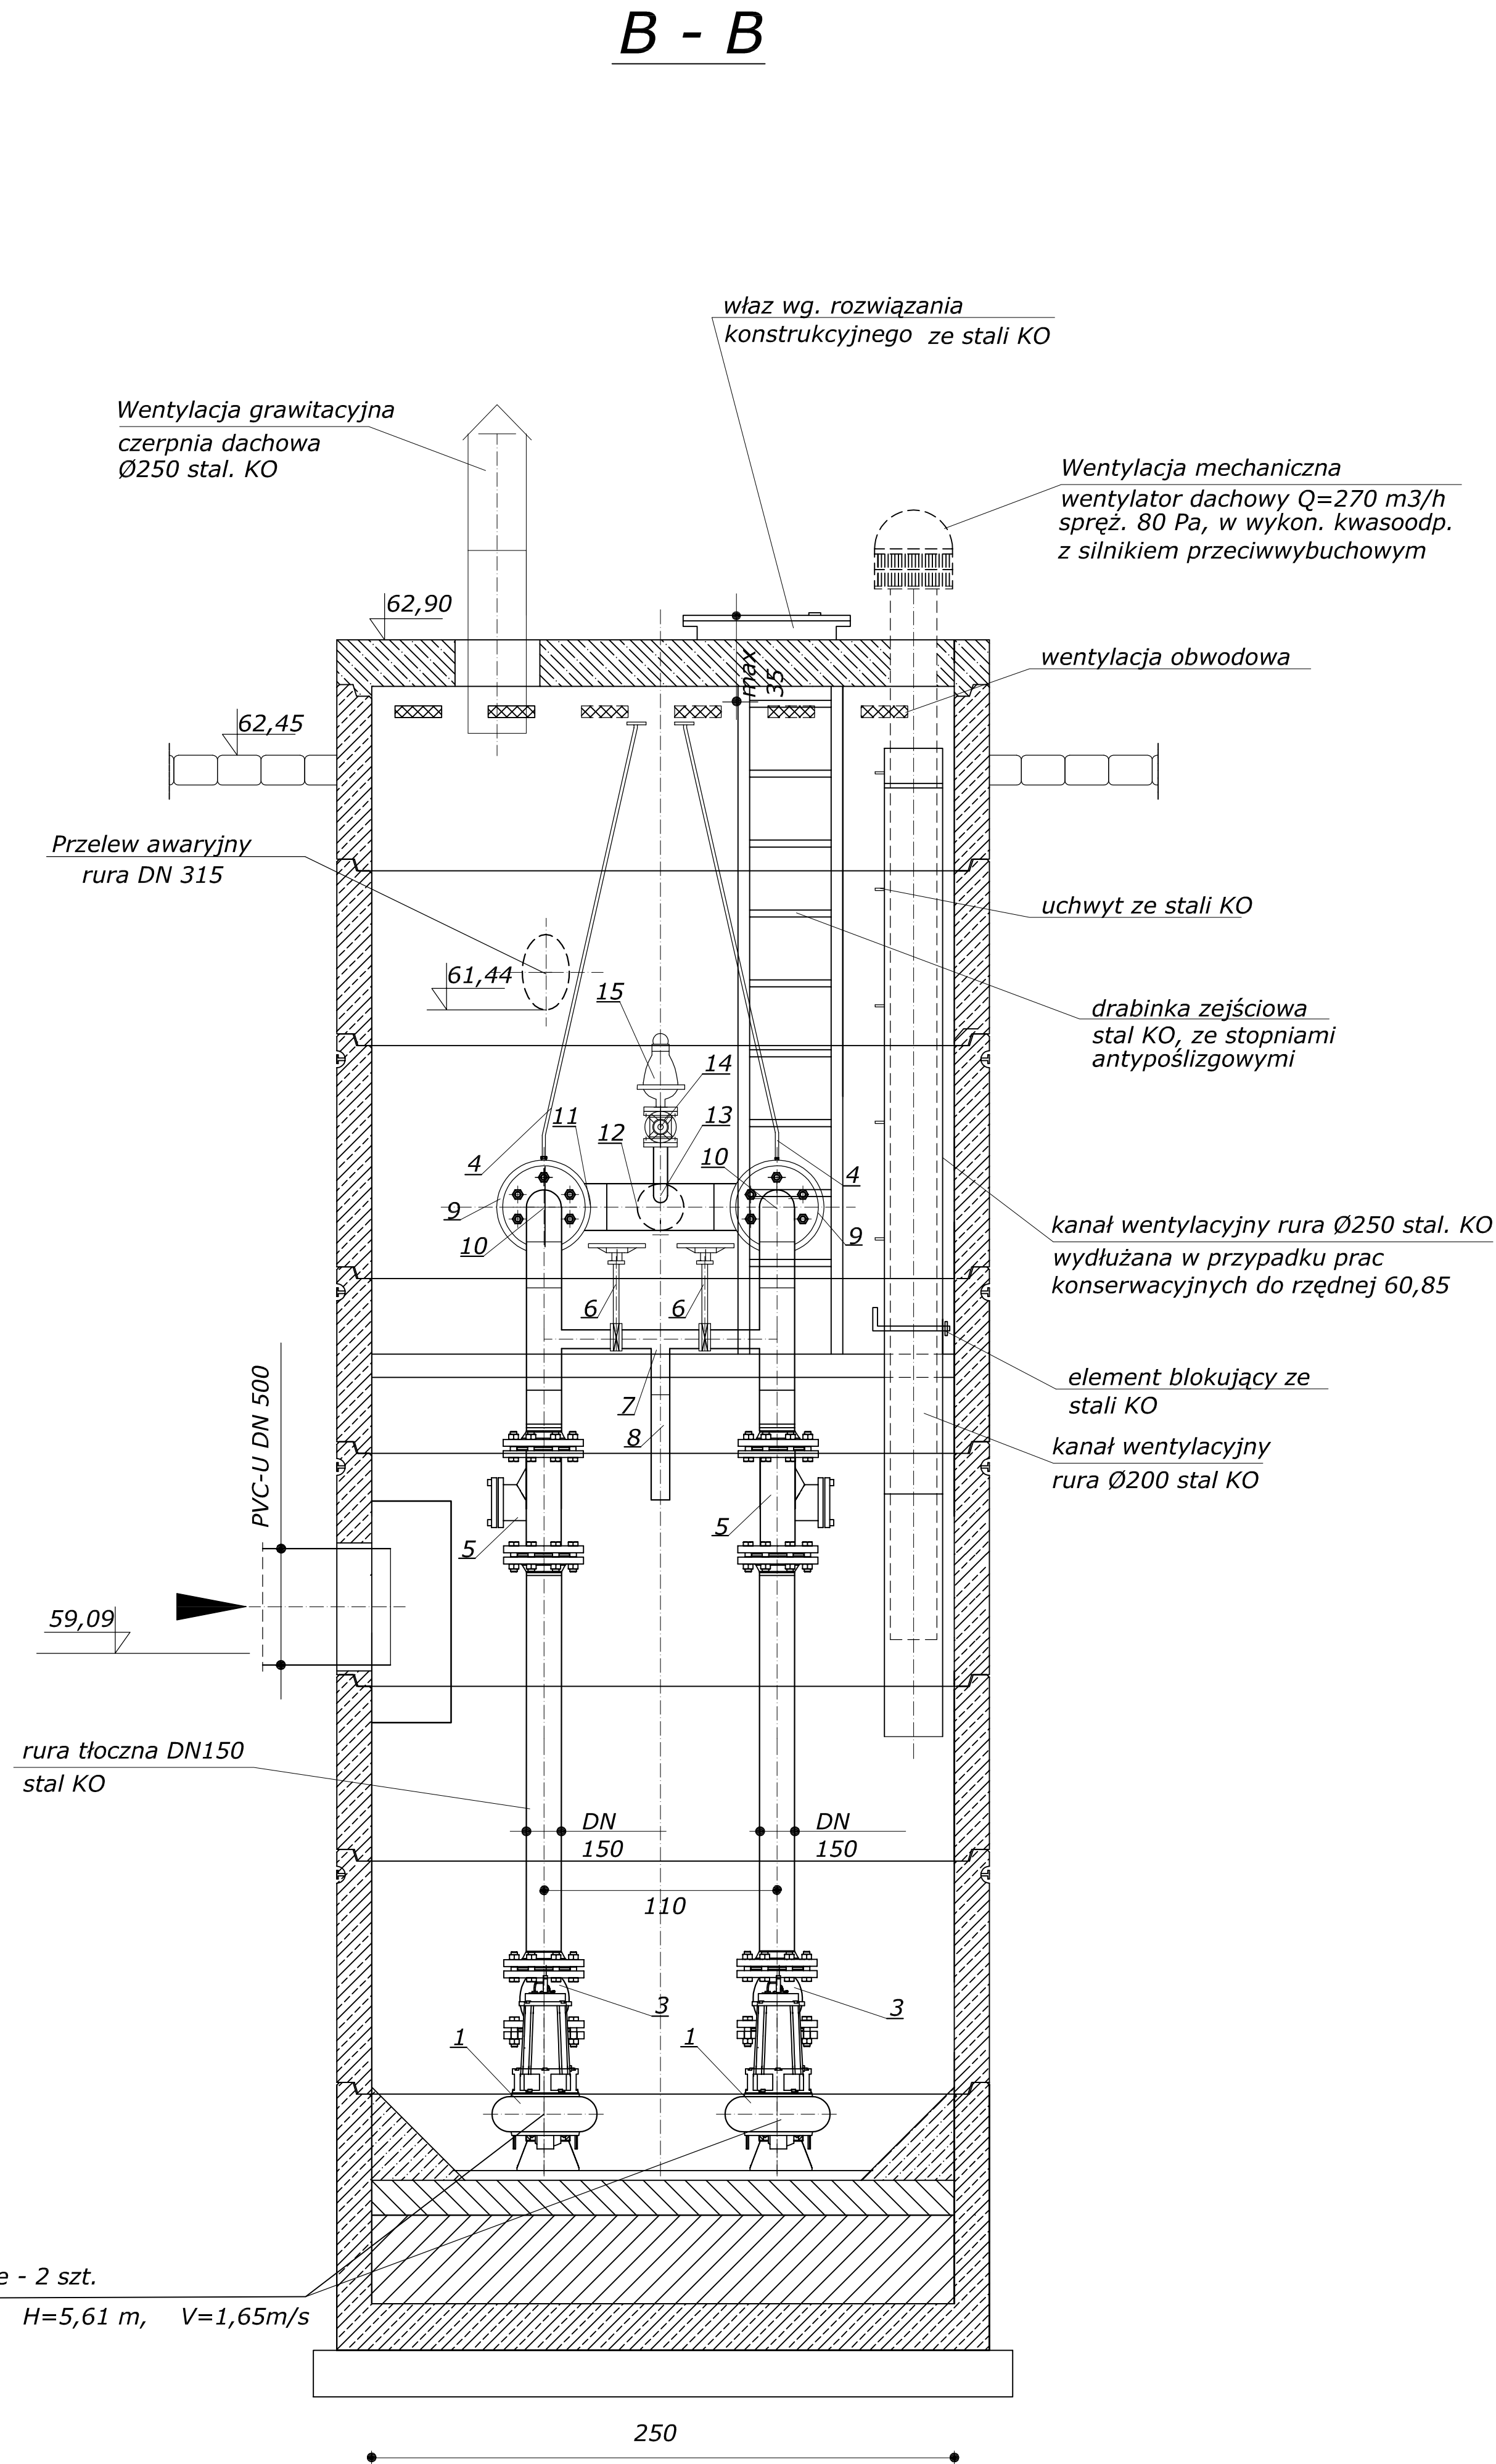 B - B
właz wg. rozwiązania
konstrukcyjnego ze stali KO
Wentylacja grawitacyjna
czerpnia dachowa
Ø250 stal. KO
Wentylacja mechaniczna
wentylator dachowy Q=270 m3/h
spręż. 80 Pa, w wykon. kwasoodp.
z silnikiem przeciwwybuchowym
62,90
max
35
wentylacja obwodowa
62,45
Przelew awaryjny
rura DN 315
uchwyt ze stali KO
61,44
15
drabinka zejściowa
stal KO, ze stopniami
antypoślizgowymi
14
11
13
12
4
10
4
9
10
9
kanał wentylacyjny rura Ø250 stal. KO
wydłużana w przypadku prac
konserwacyjnych do rzędnej 60,85
6
6
element blokujący ze
stali KO
7
8
kanał wentylacyjny
rura Ø200 stal KO
PVC-U DN 500
5
5
59,09
rura tłoczna DN150
stal KO
DN
150
DN
150
110
3
3
1
1
e - 2 szt.
H=5,61 m, V=1,65m/s
250